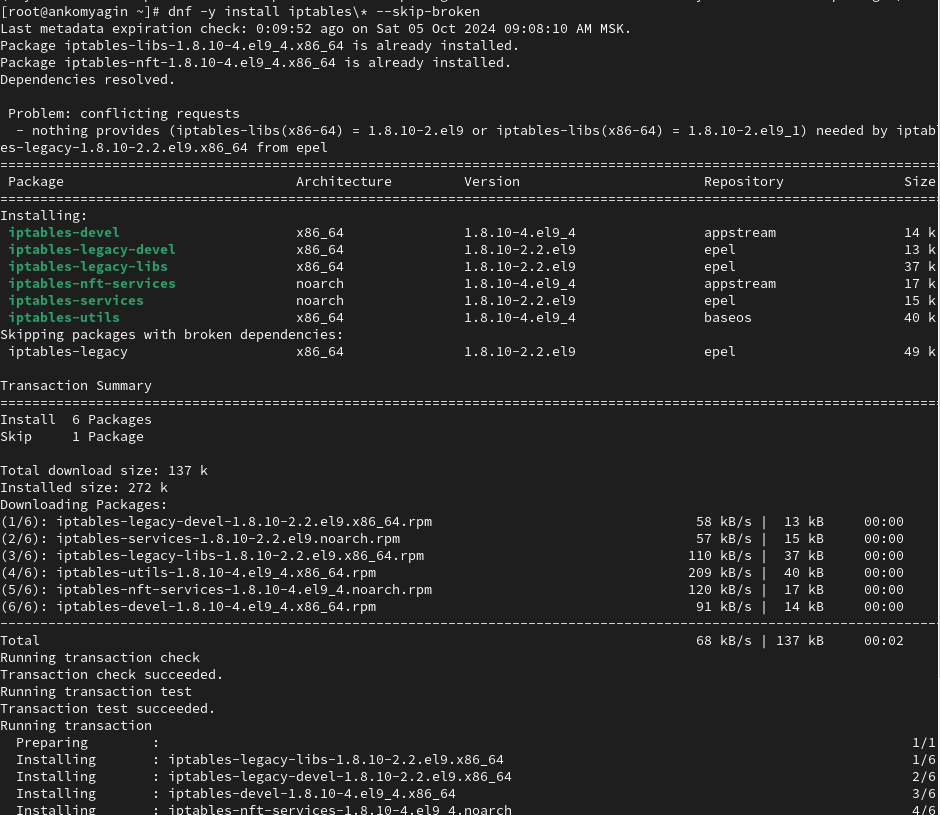 [root@ankomyagin ~]# dnf -y install iptables\* --skip-broken
Last metadata expiration check: 0:09:52 ago on Sat 05 Oct 2024 09:08:10 AM MSK.
Package iptables-libs-1.8.10-4.el9_4.x86_64 is already installed.
Package iptables-nft-1.8.10-4.el9_4.x86_64 is already installed.
Dependencies resolved.

 Problem: conflicting requests
  - nothing provides (iptables-libs(x86-64) = 1.8.10-2.el9 or iptables-libs(x86-64) = 1.8.10-2.el9_1) needed by iptabl
es-legacy-1.8.10-2.2.el9.x86_64 from epel
================================================================================
 Package                            Architecture         Version                       Repository               Size
================================================================================
Installing:
 iptables-devel                     x86_64               1.8.10-4.el9_4                appstream                14 k
 iptables-legacy-devel              x86_64               1.8.10-2.2.el9                epel                     13 k
 iptables-legacy-libs               x86_64               1.8.10-2.2.el9                epel                     37 k
 iptables-nft-services              noarch               1.8.10-4.el9_4                appstream                17 k
 iptables-services                  noarch               1.8.10-2.2.el9                epel                     15 k
 iptables-utils                     x86_64               1.8.10-4.el9_4                baseos                   40 k
Skipping packages with broken dependencies:
 iptables-legacy                    x86_64               1.8.10-2.2.el9                epel                     49 k

Transaction Summary
================================================================================
Install  6 Packages
Skip     1 Package

Total download size: 137 k
Installed size: 272 k
Downloading Packages:
(1/6): iptables-legacy-devel-1.8.10-2.2.el9.x86_64.rpm                                 58 kB/s |  13 kB     00:00
(2/6): iptables-services-1.8.10-2.2.el9.noarch.rpm                                     57 kB/s |  15 kB     00:00
(3/6): iptables-legacy-libs-1.8.10-2.2.el9.x86_64.rpm                                 110 kB/s |  37 kB     00:00
(4/6): iptables-utils-1.8.10-4.el9_4.x86_64.rpm                                       209 kB/s |  40 kB     00:00
(5/6): iptables-nft-services-1.8.10-4.el9_4.noarch.rpm                                120 kB/s |  17 kB     00:00
(6/6): iptables-devel-1.8.10-4.el9_4.x86_64.rpm                                        91 kB/s |  14 kB     00:00
--------------------------------------------------------------------------------
Total                                                                                  68 kB/s | 137 kB     00:02
Running transaction check
Transaction check succeeded.
Running transaction test
Transaction test succeeded.
Running transaction
  Preparing        :                                                                                              1/1
  Installing       : iptables-legacy-libs-1.8.10-2.2.el9.x86_64                                                   1/6
  Installing       : iptables-legacy-devel-1.8.10-2.2.el9.x86_64                                                  2/6
  Installing       : iptables-devel-1.8.10-4.el9_4.x86_64                                                         3/6
  Installing       : iptables-nft-services-1.8.10-4.el9_4.noarch                                                  4/6